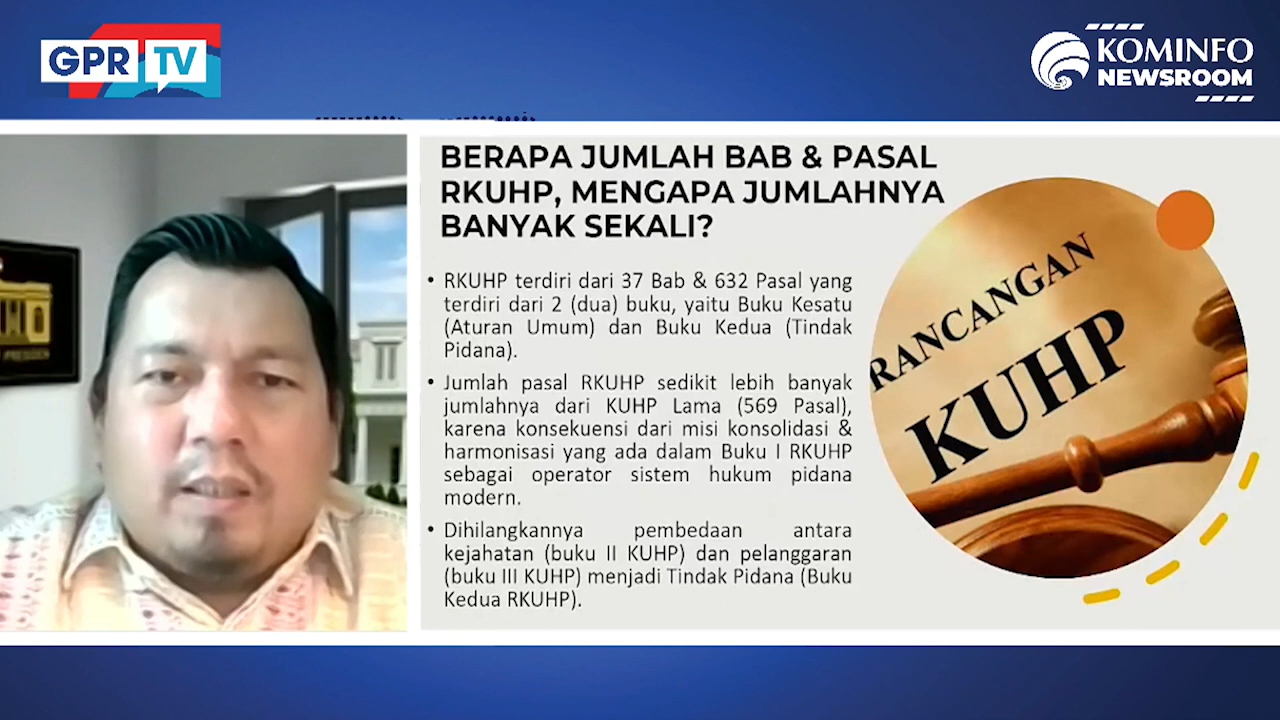 GPR TV
KOMINFO
NEWSROOM
BERAPA JUMLAH BAB & PASAL
RKUHP, MENGAPA JUMLAHNYA
BANYAK SEKALI?
• RKUHP terdiri dari 37 Bab & 632 Pasal yang
terdiri dari 2 (dua) buku, yaitu Buku Kesatu
(Aturan Umum) dan Buku Kedua (Tindak
Pidana).
• Jumlah pasal RKUHP sedikit lebih banyak
jumlahnya dari KUHP Lama (569 Pasal),
karena konsekuensi dari misi konsolidasi &
harmonisasi yang ada dalam Buku I RKUHP
sebagai operator sistem hukum pidana
modern.
• Dihilangkannya pembedaan antara
kejahatan (buku II KUHP) dan pelanggaran
(buku III KUHP) menjadi Tindak Pidana (Buku
Kedua RKUHP).
RANCANGAN
KUHP